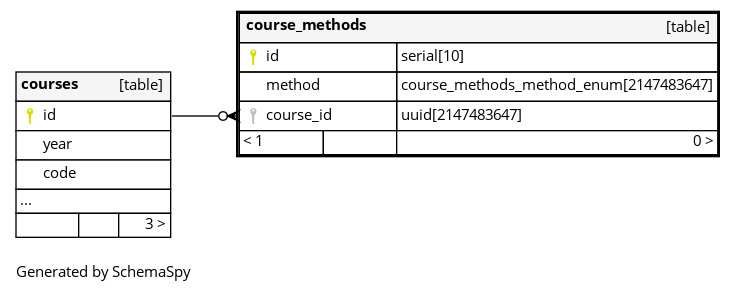 course_methods [table]
id serial[10]
method course_methods_method_enum[2147483647]
course_id uuid[2147483647]
< 1 0 >
courses [table]
id
year
code
...
3 >
Generated by SchemaSpy